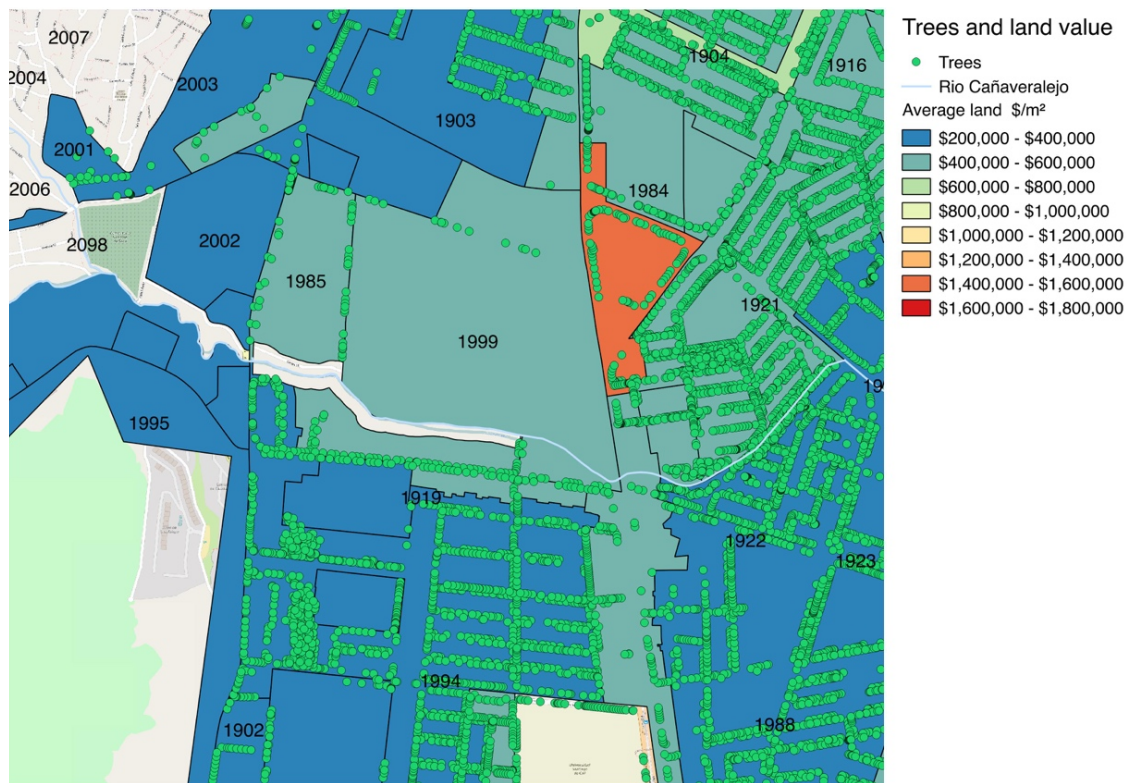 Trees and land value
Trees
Rio Cañaveralejo
Average land $/m²
$200,000 - $400,000
$400,000 - $600,000
$600,000 - $800,000
$800,000 - $1,000,000
$1,000,000 - $1,200,000
$1,200,000 - $1,400,000
$1,400,000 - $1,600,000
$1,600,000 - $1,800,000
2007
2004
2003
1904
1916
1903
2001
2006
1984
2098
2002
1985
1921
1999
1995
1919
1922
1923
1994
1902
1988